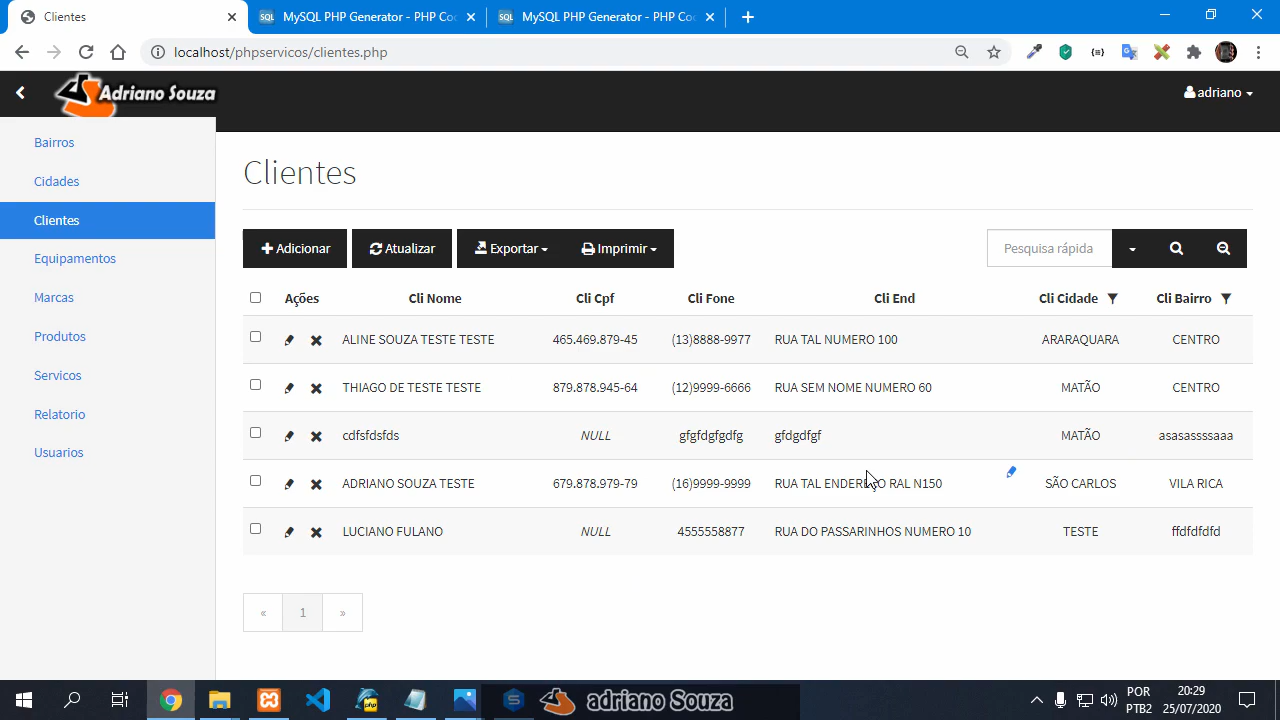 Clientes
MySQL PHP Generator - PHP Coc
MySQL PHP Generator - PHP Coc
localhost/phpservicos/clientes.php
Adriano Souza
adriano
Bairros
Cidades
Clientes
Equipamentos
Marcas
Produtos
Servicos
Relatorio
Usuarios
Clientes
Adicionar
Atualizar
Exportar
Imprimir
Pesquisa rápida
Ações Cli Nome Cli Cpf Cli Fone Cli End Cli Cidade Cli Bairro
ALINE SOUZA TESTE TESTE 465.469.879-45 (13)8888-9977 RUA TAL NUMERO 100 ARARAQUARA CENTRO
THIAGO DE TESTE TESTE 879.878.945-64 (12)9999-6666 RUA SEM NOME NUMERO 60 MATÃO CENTRO
cdfsfdsfds NULL gfgfdgfgdfg gfdgdfgf MATÃO asasassssaaa
ADRIANO SOUZA TESTE 679.878.979-79 (16)9999-9999 RUA TAL ENDEREÇO RAL N150 SÃO CARLOS VILA RICA
LUCIANO FULANO NULL 4555558877 RUA DO PASSARINHOS NUMERO 10 TESTE ffdfdfdfd
« 1 »
adriano Souza
POR
PTB2
20:29
25/07/2020